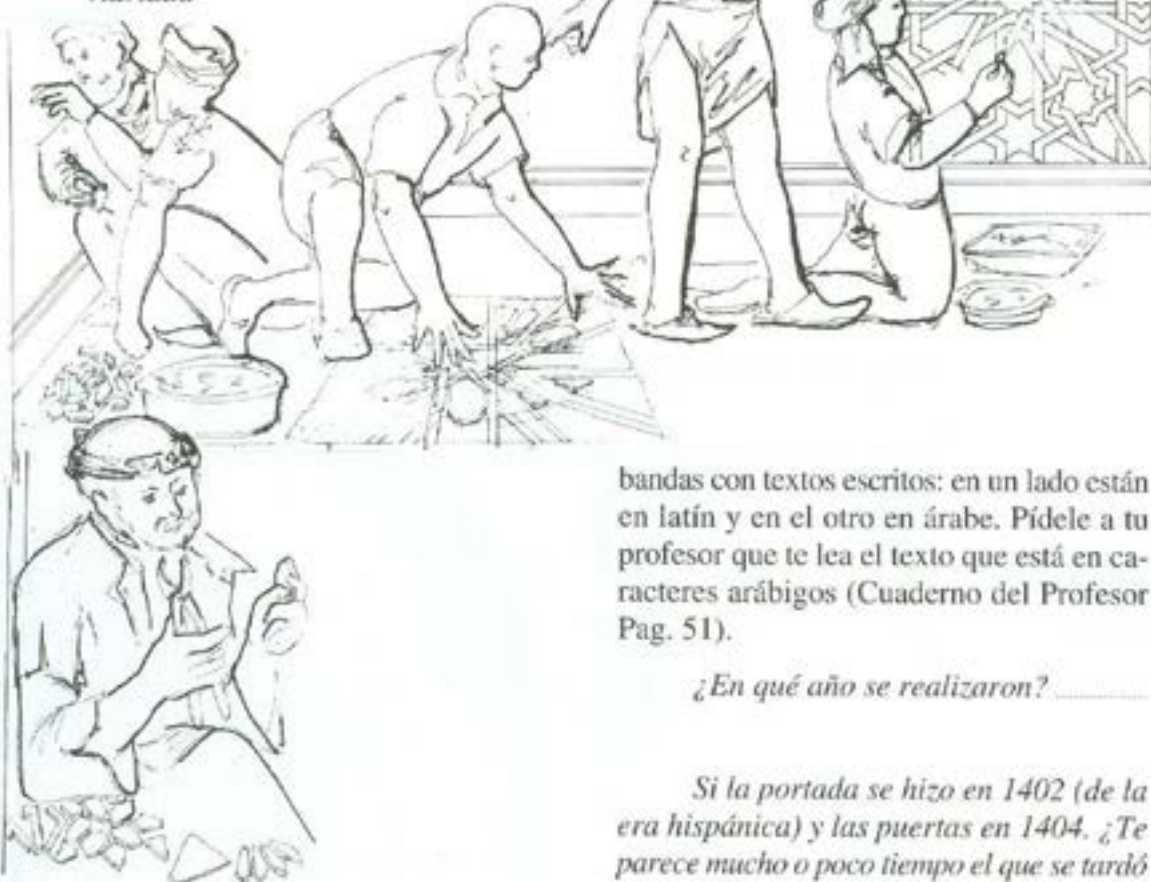 bandas con textos escritos: en un lado están
en latín y en el otro en árabe. Pídele a tu
profesor que te lea el texto que está en ca-
racteres arábigos (Cuaderno del Profesor
Pag. 51).
¿En qué año se realizaron? ............
Si la portada se hizo en 1402 (de la
era hispánica) y las puertas en 1404. ¿Te
parece mucho o poco tiempo el que se tardó